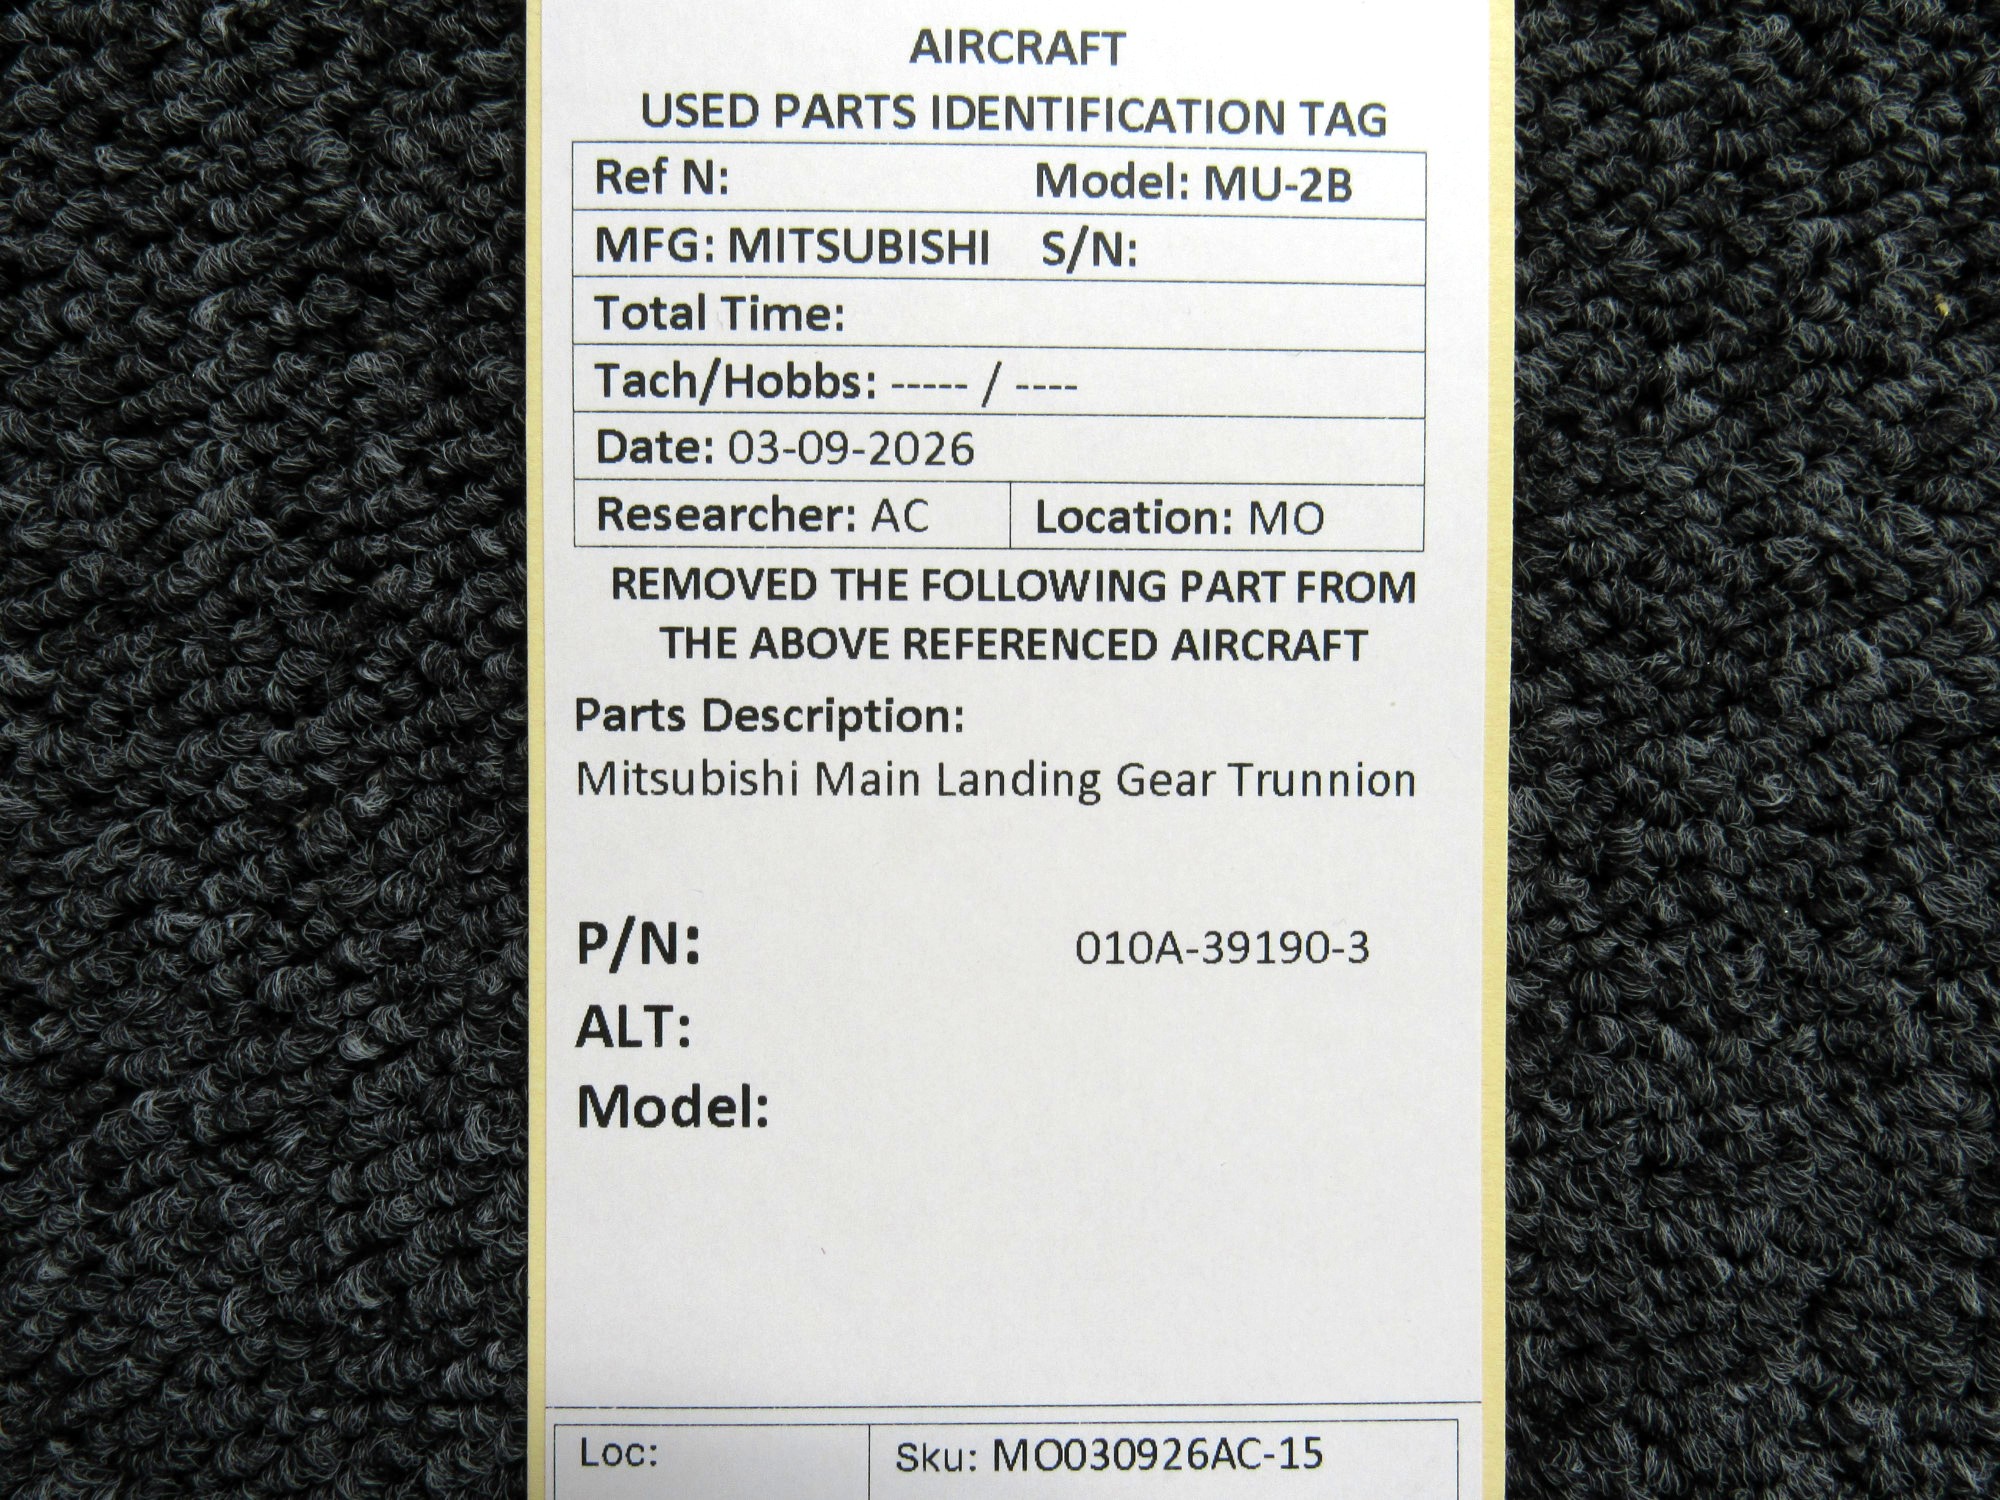 AIRCRAFT
USED PARTS IDENTIFICATION TAG
Ref N: Model: MU-2B
MFG: MITSUBISHI S/N:
Total Time:
Tach/Hobbs: ----- / ----
Date: 03-09-2026
Researcher: AC Location: MO
REMOVED THE FOLLOWING PART FROM
THE ABOVE REFERENCED AIRCRAFT
Parts Description:
Mitsubishi Main Landing Gear Trunnion
P/N: 010A-39190-3
ALT:
Model:
Loc: Sku: MO030926AC-15